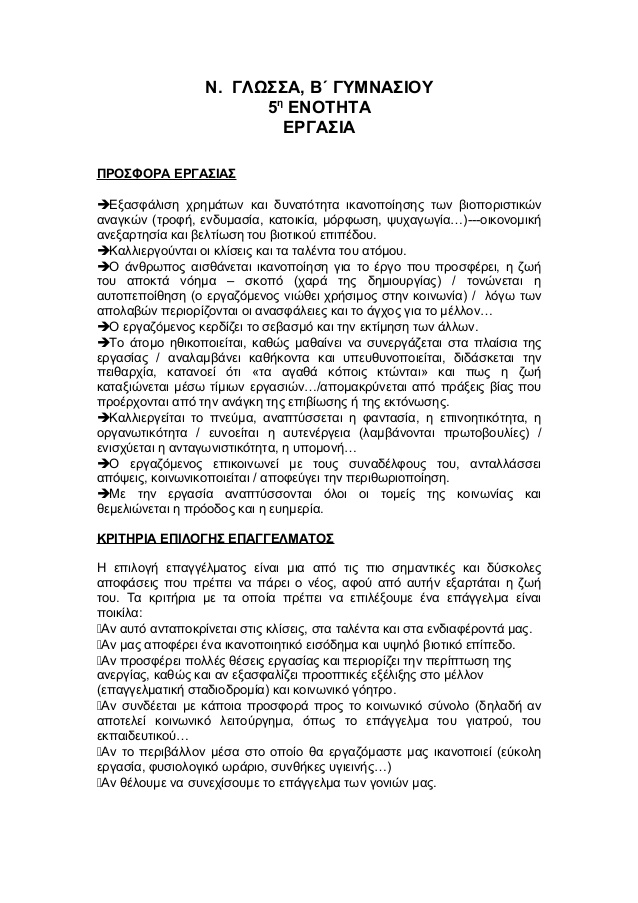 Ν. ΓΛΩΣΣΑ, Β΄ ΓΥΜΝΑΣΙΟΥ
5η ΕΝΟΤΗΤΑ
ΕΡΓΑΣΙΑ
ΠΡΟΣΦΟΡΑ ΕΡΓΑΣΙΑΣ
➔Εξασφάλιση χρημάτων και δυνατότητα ικανοποίησης των βιοποριστικών
αναγκών (τροφή, ενδυμασία, κατοικία, μόρφωση, ψυχαγωγία…)---οικονομική
ανεξαρτησία και βελτίωση του βιοτικού επιπέδου.
➔Καλλιεργούνται οι κλίσεις και τα ταλέντα του ατόμου.
➔Ο άνθρωπος αισθάνεται ικανοποίηση για το έργο που προσφέρει, η ζωή
του αποκτά νόημα – σκοπό (χαρά της δημιουργίας) / τονώνεται η
αυτοπεποίθηση (ο εργαζόμενος νιώθει χρήσιμος στην κοινωνία) / λόγω των
απολαβών περιορίζονται οι ανασφάλειες και το άγχος για το μέλλον…
➔Ο εργαζόμενος κερδίζει το σεβασμό και την εκτίμηση των άλλων.
➔Το άτομο ηθικοποιείται, καθώς μαθαίνει να συνεργάζεται στα πλαίσια της
εργασίας / αναλαμβάνει καθήκοντα και υπευθυνοποιείται, διδάσκεται την
πειθαρχία, κατανοεί ότι «τα αγαθά κόποις κτώνται» και πως η ζωή
καταξιώνεται μέσω τίμιων εργασιών…/απομακρύνεται από πράξεις βίας που
προέρχονται από την ανάγκη της επιβίωσης ή της εκτόνωσης.
➔Καλλιεργείται το πνεύμα, αναπτύσσεται η φαντασία, η επινοητικότητα, η
οργανωτικότητα / ευνοείται η αυτενέργεια (λαμβάνονται πρωτοβουλίες) /
ενισχύεται η ανταγωνιστικότητα, η υπομονή…
➔Ο εργαζόμενος επικοινωνεί με τους συναδέλφους του, ανταλλάσσει
απόψεις, κοινωνικοποιείται / αποφεύγει την περιθωριοποίηση.
➔Με την εργασία αναπτύσσονται όλοι οι τομείς της κοινωνίας και
θεμελιώνεται η πρόοδος και η ευημερία.
ΚΡΙΤΗΡΙΑ ΕΠΙΛΟΓΗΣ ΕΠΑΓΓΕΛΜΑΤΟΣ
Η επιλογή επαγγέλματος είναι μια από τις πιο σημαντικές και δύσκολες
αποφάσεις που πρέπει να πάρει ο νέος, αφού από αυτήν εξαρτάται η ζωή
του. Τα κριτήρια με τα οποία πρέπει να επιλέξουμε ένα επάγγελμα είναι
ποικίλα:
Αν αυτό ανταποκρίνεται στις κλίσεις, στα ταλέντα και στα ενδιαφέροντά μας.
Αν μας αποφέρει ένα ικανοποιητικό εισόδημα και υψηλό βιοτικό επίπεδο.
Αν προσφέρει πολλές θέσεις εργασίας και περιορίζει την περίπτωση της
ανεργίας, καθώς και αν εξασφαλίζει προοπτικές εξέλιξης στο μέλλον
(επαγγελματική σταδιοδρομία) και κοινωνικό γόητρο.
Αν συνδέεται με κάποια προσφορά προς το κοινωνικό σύνολο (δηλαδή αν
αποτελεί κοινωνικό λειτούργημα, όπως το επάγγελμα του γιατρού, του
εκπαιδευτικού…
Αν το περιβάλλον μέσα στο οποίο θα εργαζόμαστε μας ικανοποιεί (εύκολη
εργασία, φυσιολογικό ωράριο, συνθήκες υγιεινής…)
Αν θέλουμε να συνεχίσουμε το επάγγελμα των γονιών μας.